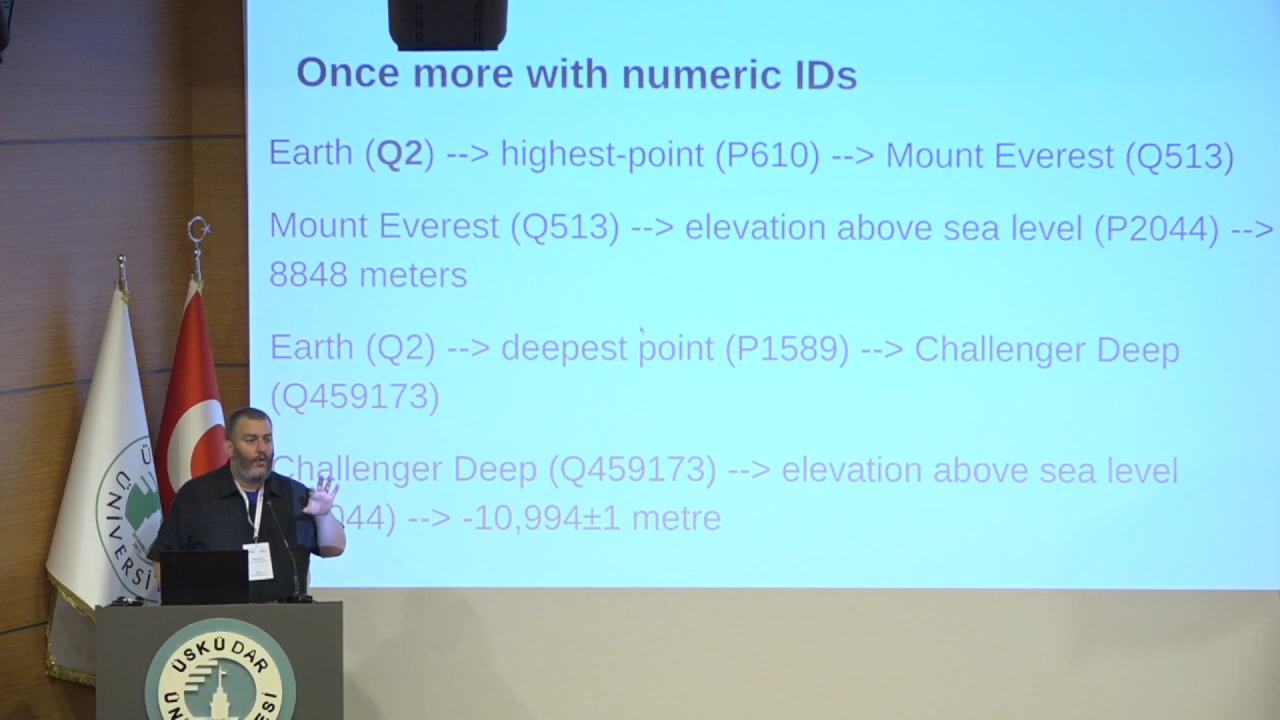 Once more with numeric IDs
Earth (Q2) --> highest-point (P610) --> Mount Everest (Q513)
Mount Everest (Q513) --> elevation above sea level (P2044) -->
8848 meters
Earth (Q2) --> deepest point (P1589) --> Challenger Deep
(Q459173)
Challenger Deep (Q459173) --> elevation above sea level
044) --> -10,994±1 metre
ÜNİVERSİ
ÜSKÜDAR